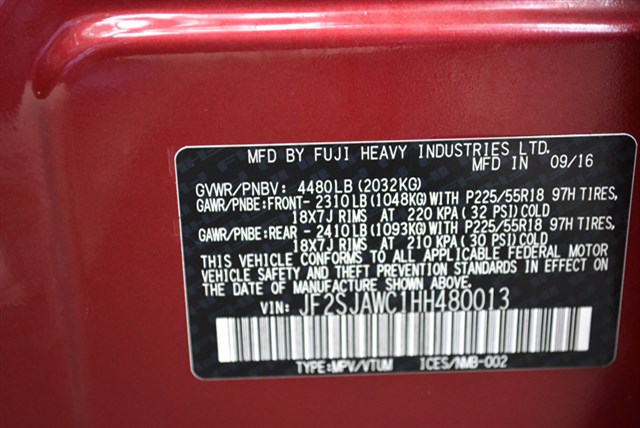 MFD BY FUJI HEAVY INDUSTRIES LTD.
MFD IN 09/16
GVWR/PNBV: 4480LB (2032KG)
GAWR/PNBE:FRONT-2310LB(1048KG)WITH P225/55R18 97H TIRES,
18X7J RIMS AT 220 KPA(32 PSI)COLD
GAWR/PNBE:REAR -2410LB(1093KG)WITH P225/55R18 97H TIRES,
18X7J RIMS AT 210 KPA(30 PSI)COLD
THIS VEHICLE CONFORMS TO ALL APPLICABLE FEDERAL MOTOR
VEHICLE SAFETY AND THEFT PREVENTION STANDARDS IN EFFECT ON
THE DATE OF MANUFACTURE SHOWN ABOVE.
VIN: JF2SJAWC1HH480013
TYPE:MPV/VTUM ICES/NMB-002